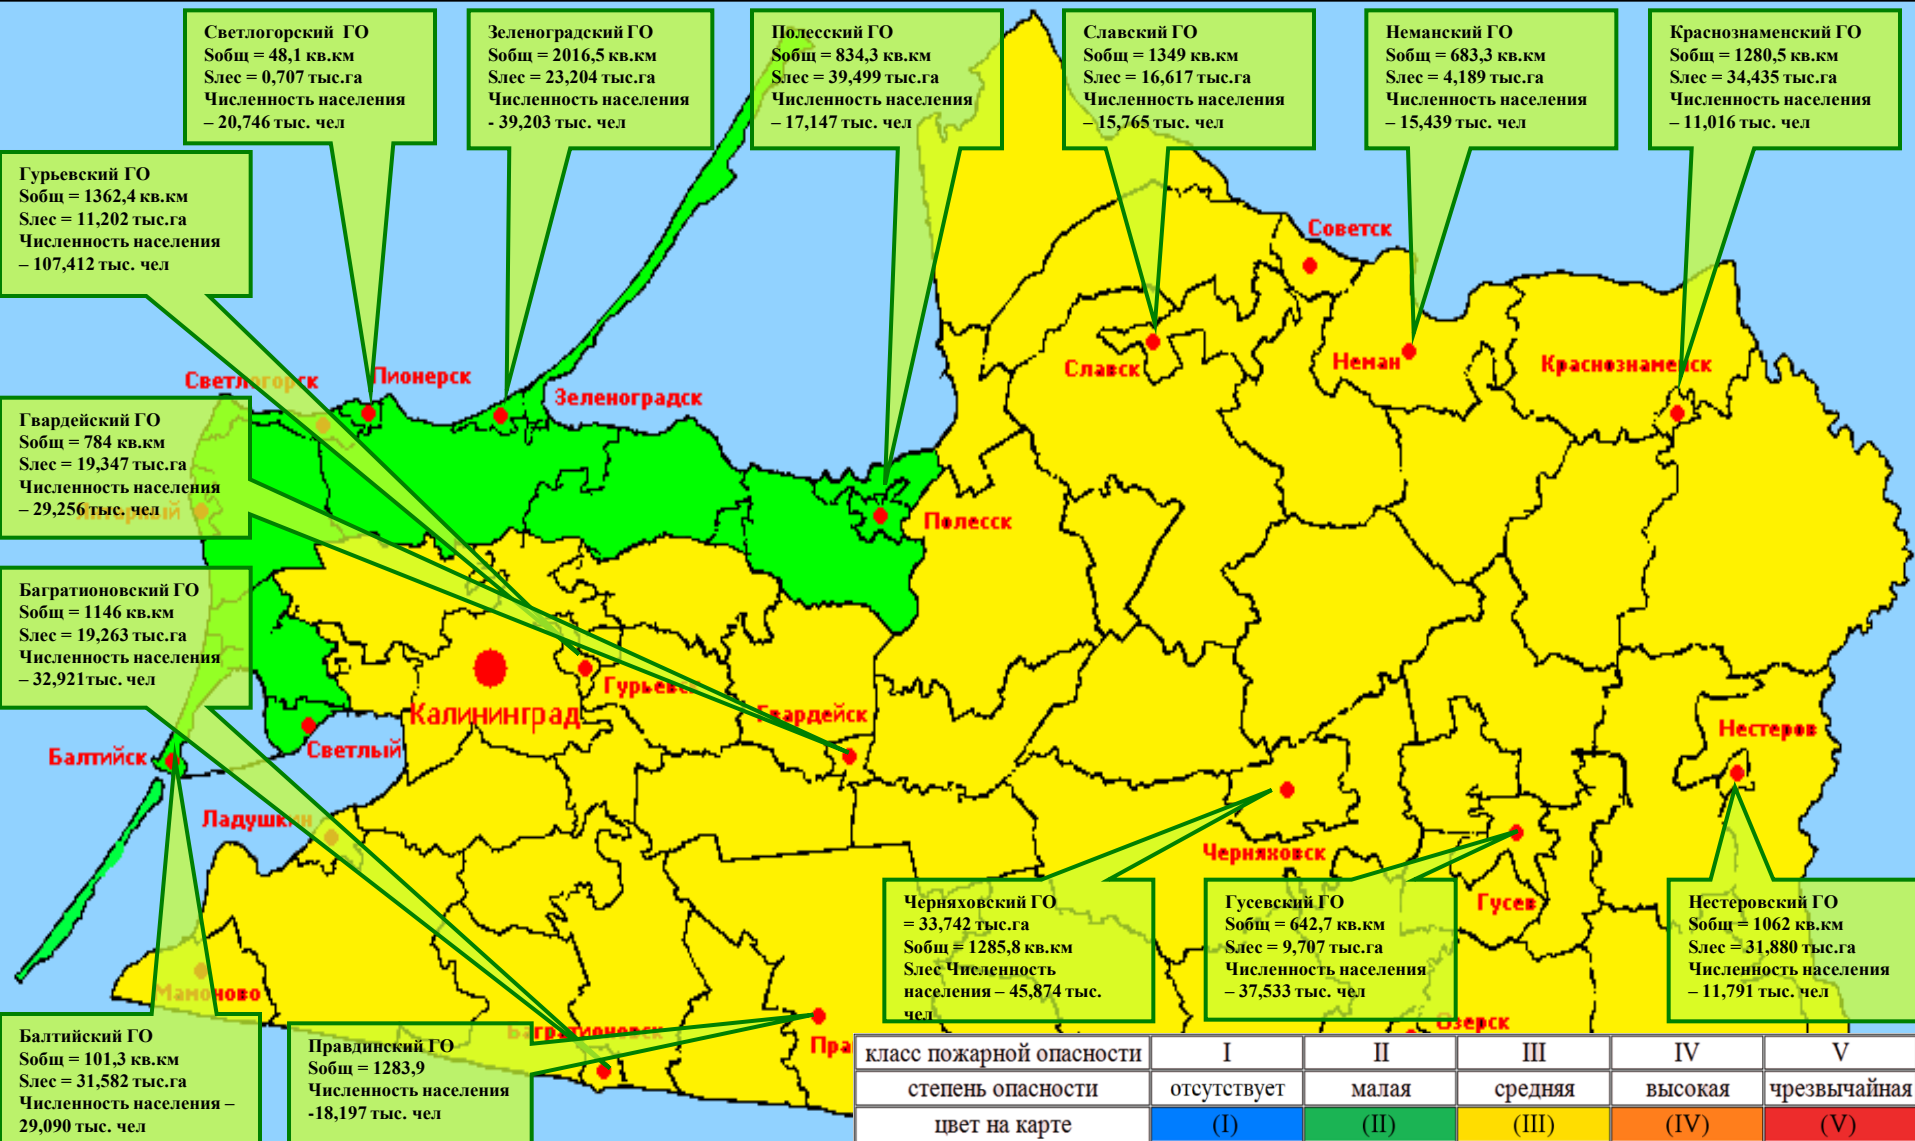 Светлогорский ГО
Sобщ = 48,1 кв.км
Sлес = 0,707 тыс.га
Численность населения
– 20,746 тыс. чел
Зеленоградский ГО
Sобщ = 2016,5 кв.км
Sлес = 23,204 тыс.га
Численность населения
- 39,203 тыс. чел
Полесский ГО
Sобщ = 834,3 кв.км
Sлес = 39,499 тыс.га
Численность населения
– 17,147 тыс. чел
Славский ГО
Sобщ = 1349 кв.км
Sлес = 16,617 тыс.га
Численность населения
– 15,765 тыс. чел
Неманский ГО
Sобщ = 683,3 кв.км
Sлес = 4,189 тыс.га
Численность населения
– 15,439 тыс. чел
Краснознаменский ГО
Sобщ = 1280,5 кв.км
Sлес = 34,435 тыс.га
Численность населения
– 11,016 тыс. чел
Гурьевский ГО
Sобщ = 1362,4 кв.км
Sлес = 11,202 тыс.га
Численность населения
– 107,412 тыс. чел
Советск
Славск
Неман
Краснознаменск
Светлогорск
Пионерск
Зеленоградск
Гвардейский ГО
Sобщ = 784 кв.км
Sлес = 19,347 тыс.га
Численность населения
– 29,256 тыс. чел
Янтарный
Полесск
Багратионовский ГО
Sобщ = 1146 кв.км
Sлес = 19,263 тыс.га
Численность населения
– 32,921тыс. чел
Гурьевск
Калининград
Гвардейск
Нестеров
Балтийск
Светлый
Ладушкин
Черняховск
Гусев
Черняховский ГО
= 33,742 тыс.га
Sобщ = 1285,8 кв.км
Sлес Численность
населения – 45,874 тыс.
чел
Гусевский ГО
Sобщ = 642,7 кв.км
Sлес = 9,707 тыс.га
Численность населения
– 37,533 тыс. чел
Нестеровский ГО
Sобщ = 1062 кв.км
Sлес = 31,880 тыс.га
Численность населения
– 11,791 тыс. чел
Мамоново
Багратионовск
Озерск
Пра
Балтийский ГО
Sобщ = 101,3 кв.км
Sлес = 31,582 тыс.га
Численность населения –
29,090 тыс. чел
Правдинский ГО
Sобщ = 1283,9
Численность населения
-18,197 тыс. чел
класс пожарной опасности I II III IV V
степень опасности отсутствует малая средняя высокая чрезвычайная
цвет на карте (I) (II) (III) (IV) (V)